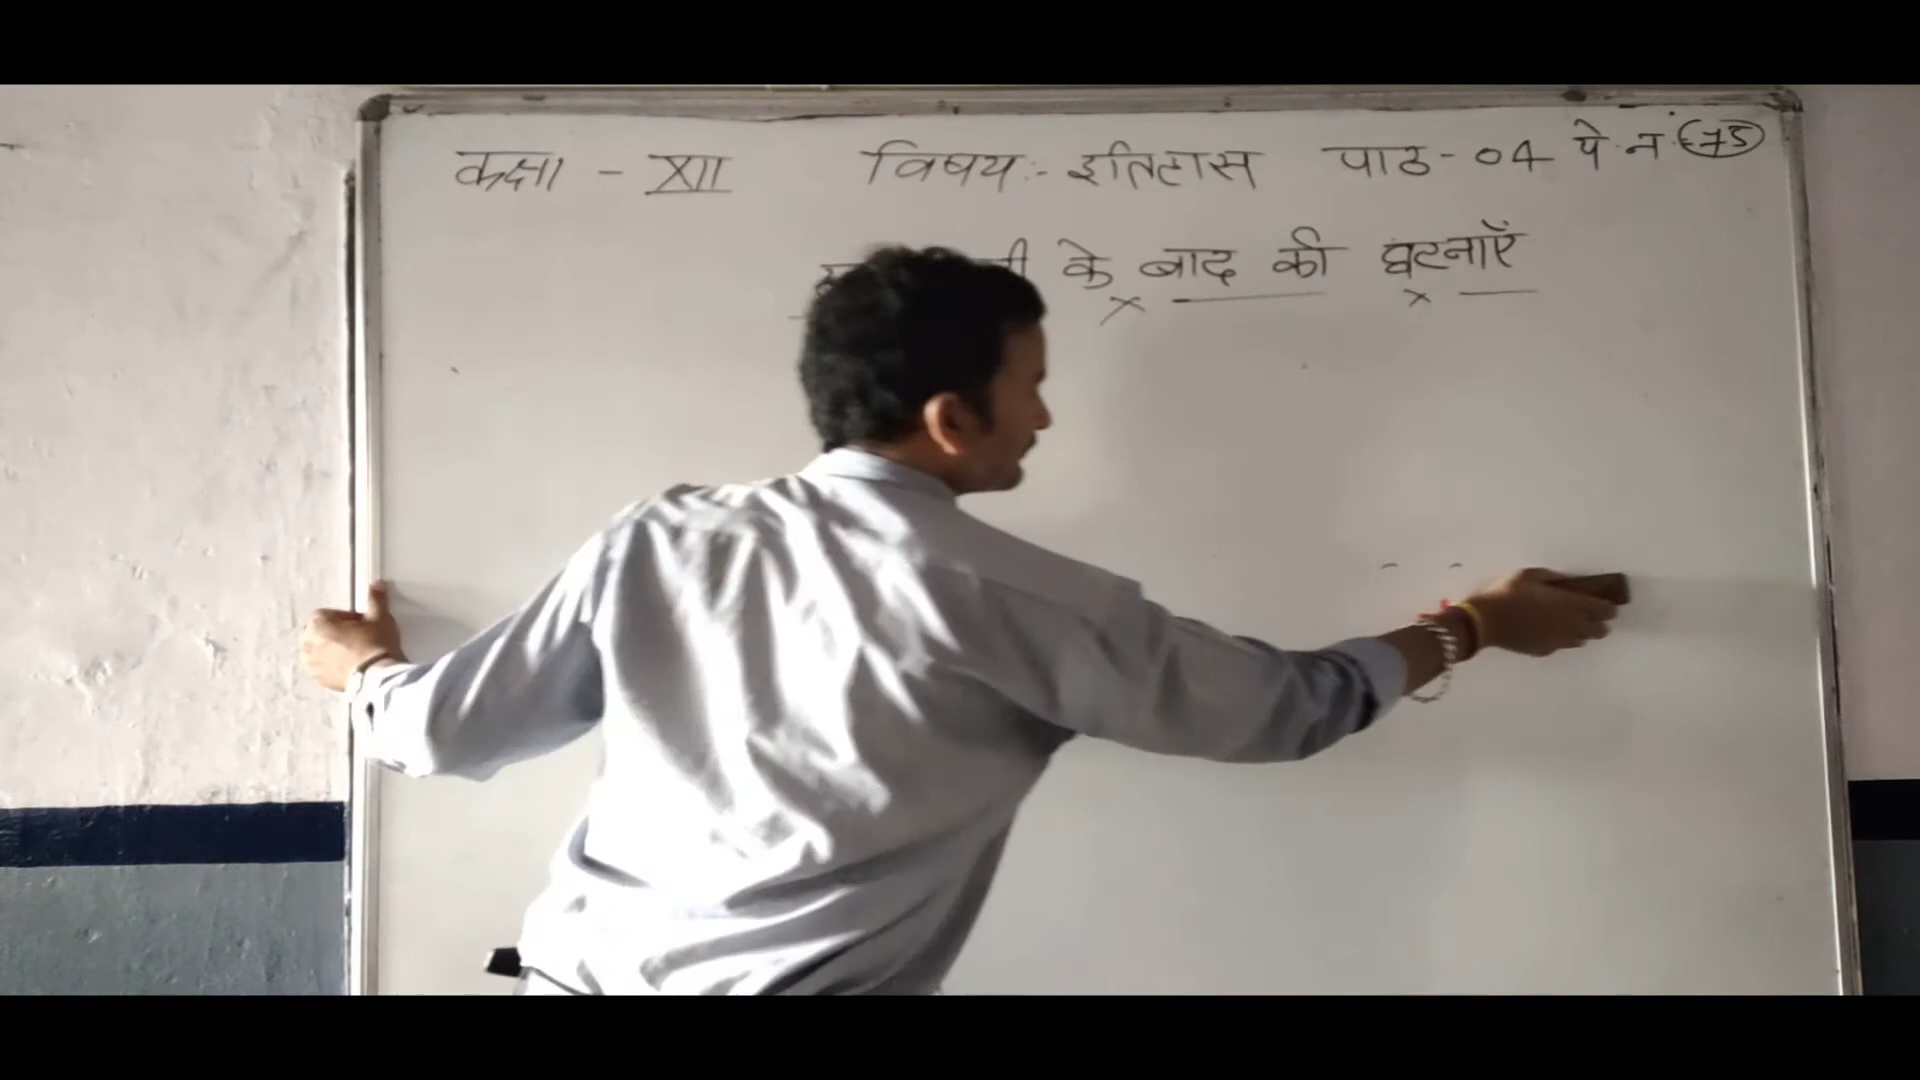 कक्षा - XII विषय :- इतिहास पाठ - 04 पे. नं. 75
के बाद की घटनाएँ